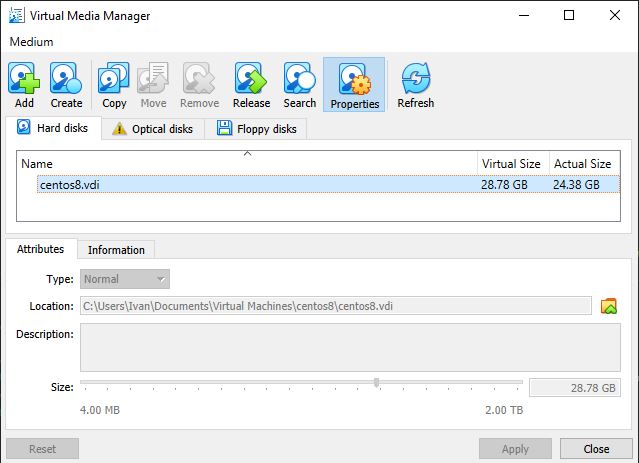 Virtual Media Manager
Medium
Add Create Copy Move Remove Release Search Properties Refresh
Hard disks Optical disks Floppy disks
Name Virtual Size Actual Size
centos8.vdi 28.78 GB 24.38 GB
Attributes Information
Type: Normal
Location: C:\Users\Ivan\Documents\Virtual Machines\centos8\centos8.vdi
Description:
Size: 28.78 GB
4.00 MB 2.00 TB
Reset Apply Close